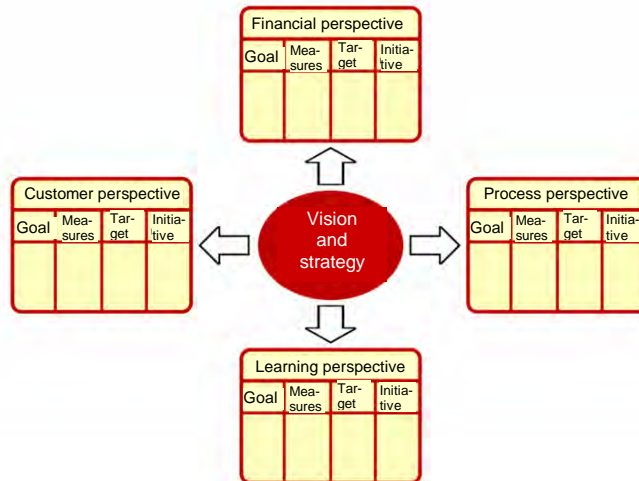 Financial perspective
Goal Mea- Tar- Initia-
sures get tive
Customer perspective
Goal Mea- Tar- Initia-
sures get tive
Vision
and
strategy
Process perspective
Goal Mea- Tar- Initia-
sures get tive
Learning perspective
Goal Mea- Tar- Initia-
sures get tive